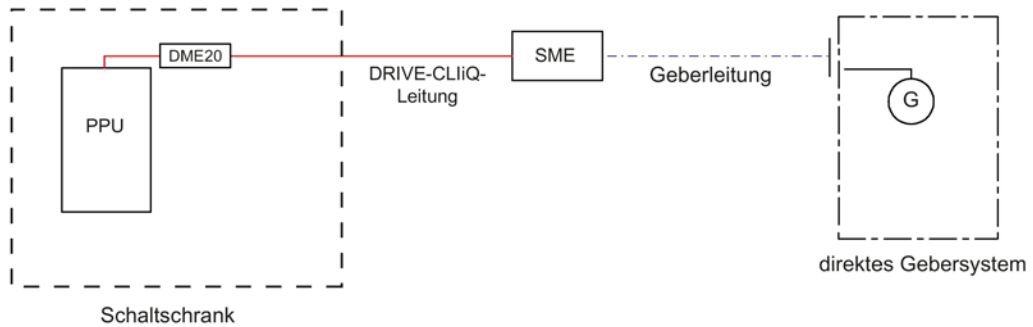 DME20
SME
DRIVE-CLIiQ-
Leitung
Geberleitung
PPU
G
direktes Gebersystem
Schaltschrank